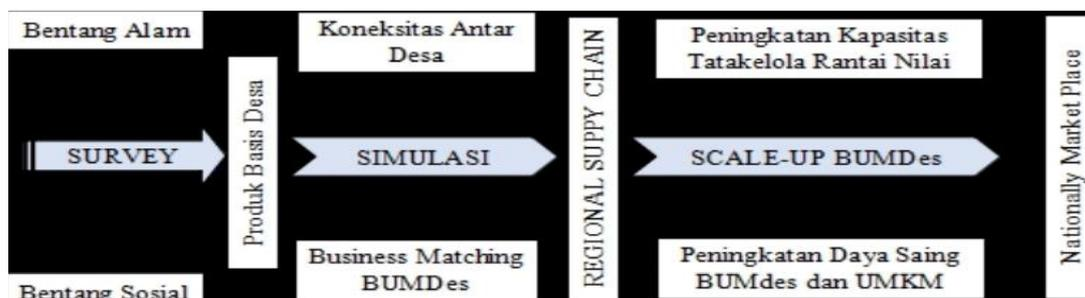 Bentang Alam
SURVEY
Bentang Sosial
Produk Basis Desa
Koneksitas Antar
Desa
SIMULASI
Business Matching
BUMDes
REGIONAL SUPPY CHAIN
Peningkatan Kapasitas
Tatakelola Rantai Nilai
SCALE-UP BUMDes
Peningkatan Daya Saing
BUMdes dan UMKM
Nationally Market Place